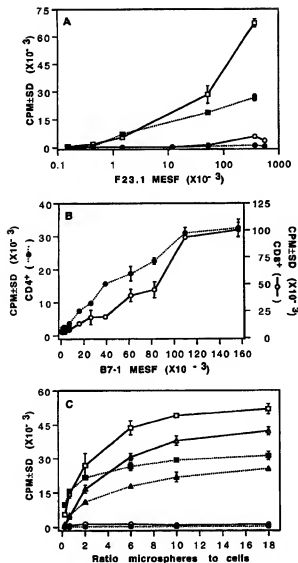 A
CPM±SD (X10-3)
75
60
45
30
15
0
0.1
1
10
100
1000
F23.1 MESF (X10-3)
B
CPM±SD (X10-3)
CD4+ (··●··)
40
30
20
10
0
125
100
75
50
25
0
CPM±SD (X10-3)
CD8+ (-o-)
0 20 40 60 80 100 120 140 160
B7-1 MESF (X10 - 3)
C
CPM±SD (X10-3)
60
45
30
15
0
0 2 4 6 8 10 12 14 16 18
Ratio microspheres to cells